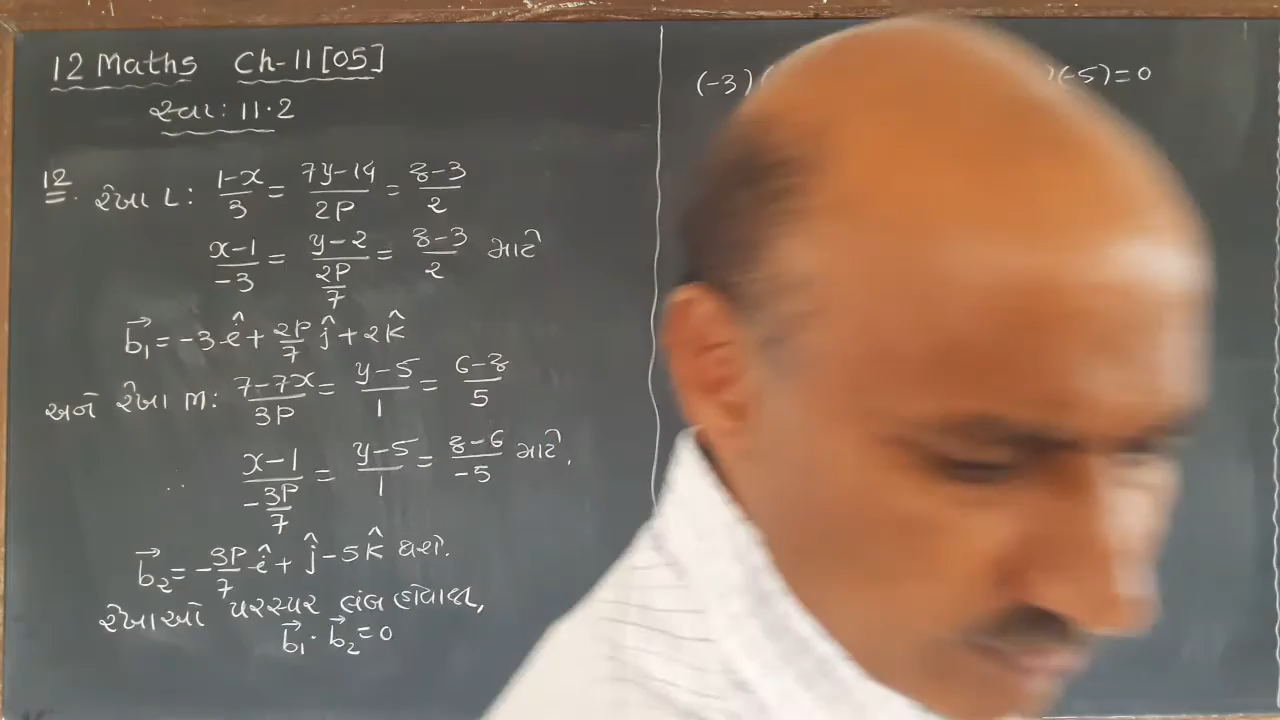 12 Maths Ch-11[05]
સ્વા: 11.2
12. રેખા L: (1-x)/3 = (7y-14)/2P = (z-3)/2
(x-1)/-3 = (y-2)/(2P/7) = (z-3)/2 માટે
b₁⃗ = -3î + 2P/7 ĵ + 2k̂
અને રેખા M: (7-7x)/3P = (y-5)/1 = (6-z)/5
∴ (x-1)/(-3P/7) = (y-5)/1 = (z-6)/-5 માટે,
b₂⃗ = -3P/7 î + ĵ - 5k̂ થશે.
રેખાઓ પરસ્પર લંબ હોવાથી,
b₁⃗ · b₂⃗ = 0
(-3)( )(-5)=0